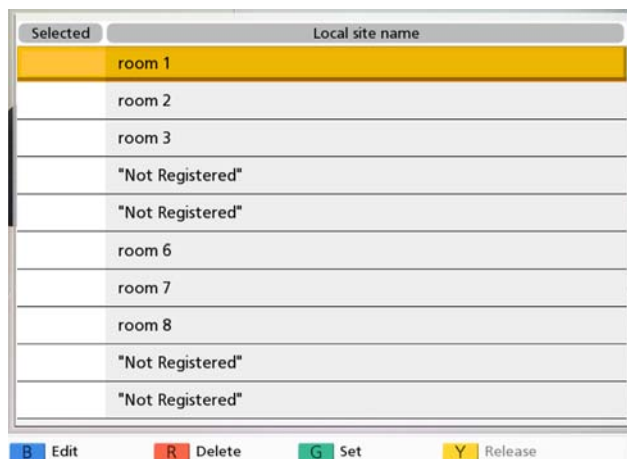 Selected Local site name
room 1
room 2
room 3
"Not Registered"
"Not Registered"
room 6
room 7
room 8
"Not Registered"
"Not Registered"
B Edit R Delete G Set Y Release